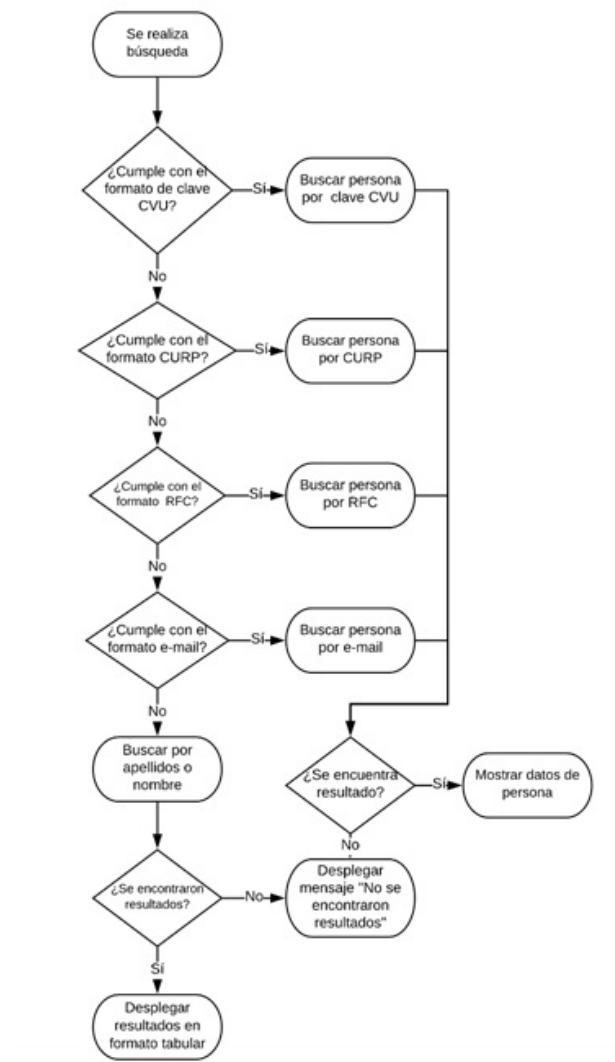 Se realiza
búsqueda
¿Cumple con el
formato de clave
CVU?
Sí
Buscar persona
por clave CVU
No
¿Cumple con el
formato CURP?
Sí
Buscar persona
por CURP
No
¿Cumple con el
formato RFC?
Sí
Buscar persona
por RFC
No
¿Cumple con el
formato e-mail?
Sí
Buscar persona
por e-mail
No
Buscar por
apellidos o
nombre
¿Se encuentra
resultado?
Sí
Mostrar datos de
persona
No
¿Se encontraron
resultados?
No
Desplegar
mensaje "No se
encontraron
resultados"
Sí
Desplegar
resultados en
formato tabular